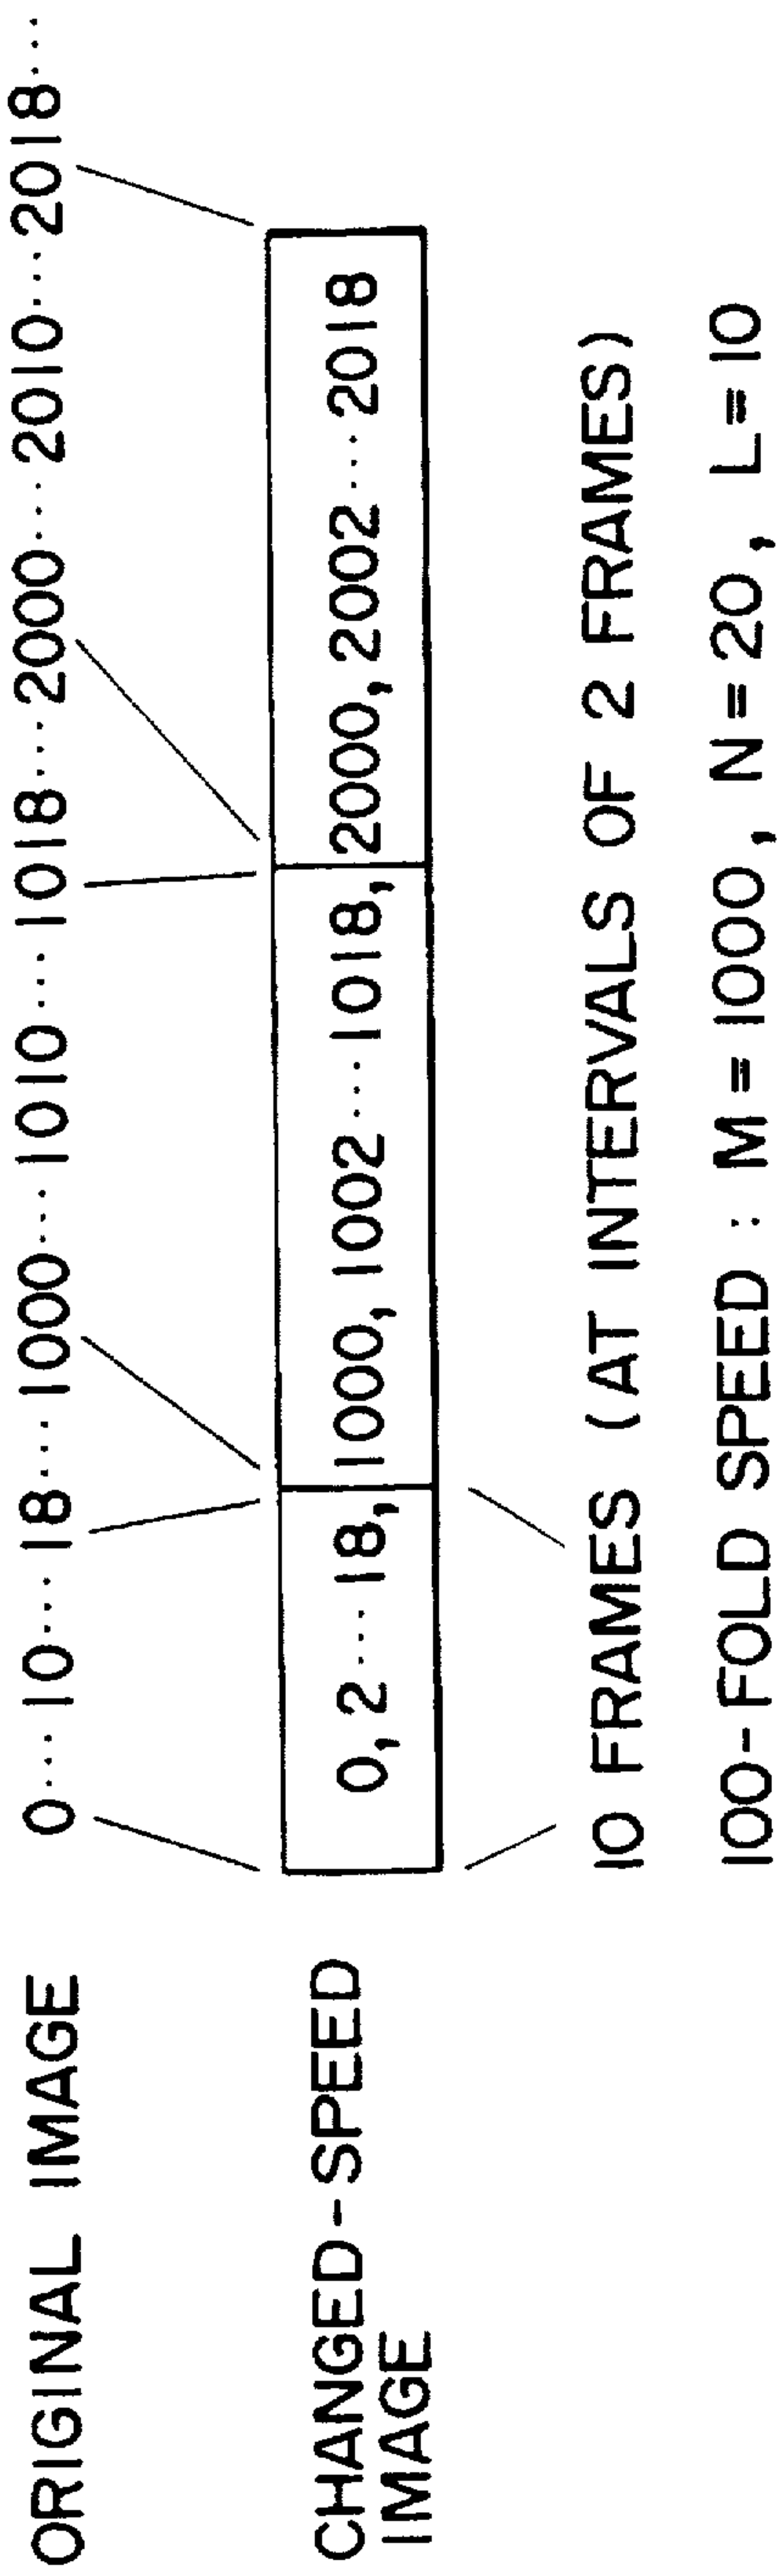 ORIGINAL IMAGE 0···10···18···1000···1010···1018···2000···2010···2018···
CHANGED-SPEED IMAGE
0, 2···18, 1000, 1002···1018, 2000, 2002···2018
10 FRAMES (AT INTERVALS OF 2 FRAMES)
100-FOLD SPEED : M=1000, N=20, L=10